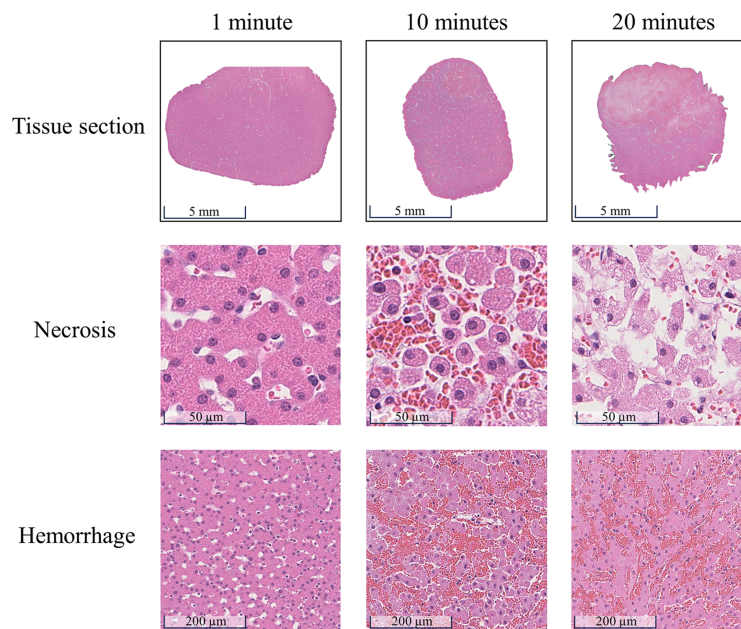 1 minute
10 minutes
20 minutes
Tissue section
5 mm
5 mm
5 mm
Necrosis
50 µm
50 µm
50 µm
Hemorrhage
200 µm
200 µm
200 µm